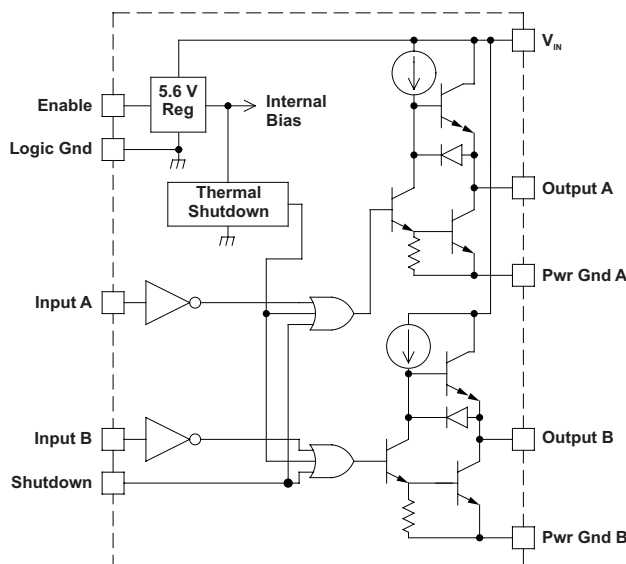 V_IN
Enable
5.6 V
Reg
Internal
Bias
Logic Gnd
Thermal
Shutdown
Output A
Pwr Gnd A
Input A
Input B
Output B
Shutdown
Pwr Gnd B